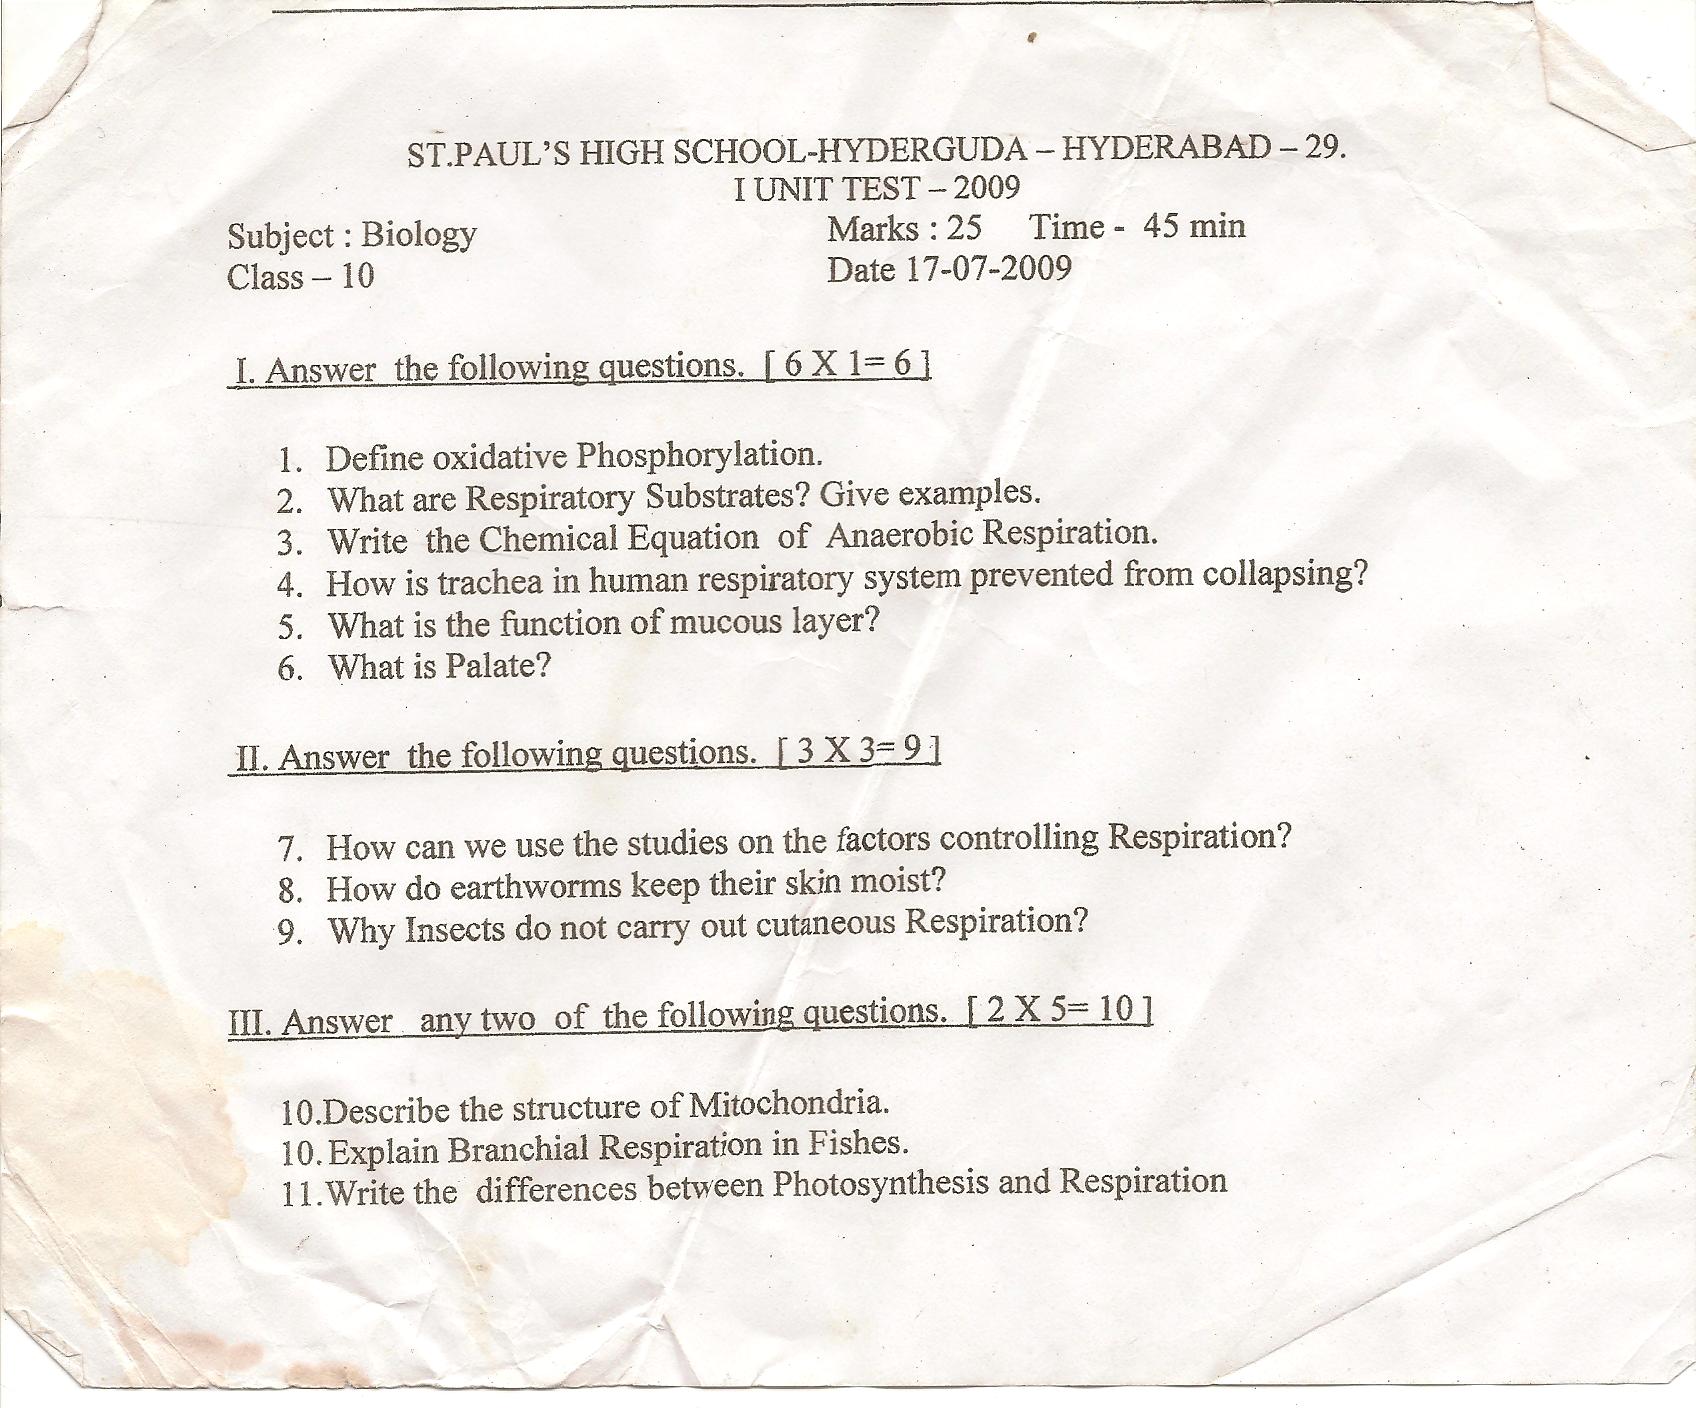 ST.PAUL'S HIGH SCHOOL-HYDERGUDA – HYDERABAD – 29.
I UNIT TEST – 2009
Subject : Biology Marks : 25 Time - 45 min
Class – 10 Date 17-07-2009
I. Answer the following questions. [ 6 X 1= 6 ]
1. Define oxidative Phosphorylation.
2. What are Respiratory Substrates? Give examples.
3. Write the Chemical Equation of Anaerobic Respiration.
4. How is trachea in human respiratory system prevented from collapsing?
5. What is the function of mucous layer?
6. What is Palate?
II. Answer the following questions. [ 3 X 3= 9 ]
7. How can we use the studies on the factors controlling Respiration?
8. How do earthworms keep their skin moist?
9. Why Insects do not carry out cutaneous Respiration?
III. Answer any two of the following questions. [ 2 X 5= 10 ]
10.Describe the structure of Mitochondria.
10. Explain Branchial Respiration in Fishes.
11.Write the differences between Photosynthesis and Respiration